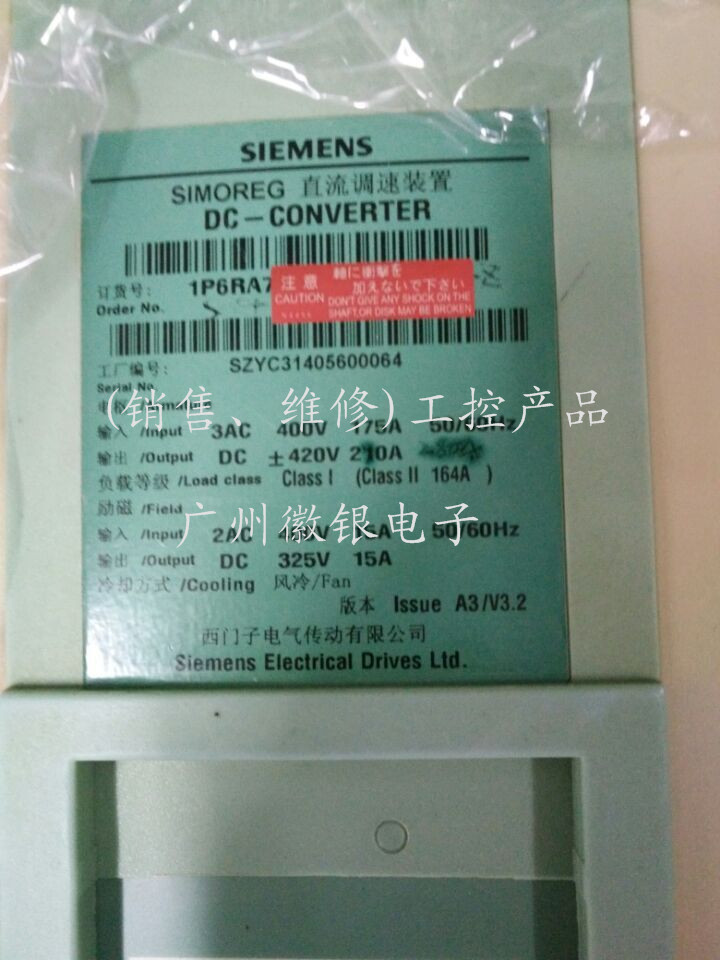 SIEMENS
SIMOREG 直流调速装置
DC-CONVERTER
订货号: 1P6RA7
Order No.
注意 軸に衝撃を
加えないで下さい
CAUTION DON'T GIVE ANY SHOCK ON THE
SHAFT,OR DISK MAY BE BROKEN
工厂编号: SZYC31405600064
Serial No.
/Armature
(销售、维修)工控产品
输入 /Input 3AC 400V 175A 50/60Hz
输出 /Output DC ±420V 210A
负载等级 /Load class Class I (Class II 164A )
励磁 /Field
广州徽银电子
输入 /Input 2AC 15A 50/60Hz
输出 /Output DC 325V 15A
冷却方式 /Cooling 风冷/Fan
版本 Issue A3/V3.2
西门子电气传动有限公司
Siemens Electrical Drives Ltd.